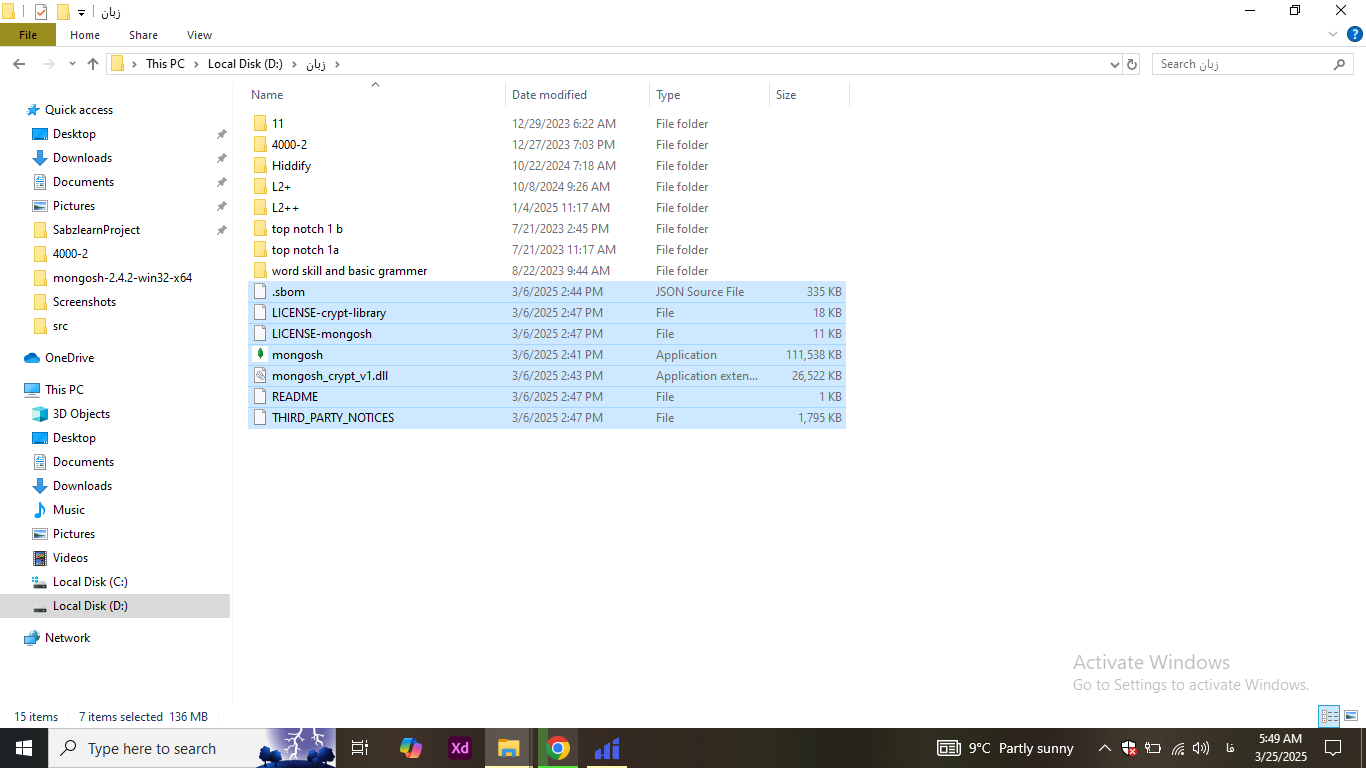 زبان
File Home Share View
This PC Local Disk (D:) زبان
Search زبان
Name Date modified Type Size
Quick access
Desktop
Downloads
Documents
Pictures
SabzlearnProject
4000-2
mongosh-2.4.2-win32-x64
Screenshots
src
OneDrive
This PC
3D Objects
Desktop
Documents
Downloads
Music
Pictures
Videos
Local Disk (C:)
Local Disk (D:)
Network
11 12/29/2023 6:22 AM File folder
4000-2 12/27/2023 7:03 PM File folder
Hiddify 10/22/2024 7:18 AM File folder
L2+ 10/8/2024 9:26 AM File folder
L2++ 1/4/2025 11:17 AM File folder
top notch 1 b 7/21/2023 2:45 PM File folder
top notch 1a 7/21/2023 11:17 AM File folder
word skill and basic grammer 8/22/2023 9:44 AM File folder
.sbom 3/6/2025 2:44 PM JSON Source File 335 KB
LICENSE-crypt-library 3/6/2025 2:47 PM File 18 KB
LICENSE-mongosh 3/6/2025 2:47 PM File 11 KB
mongosh 3/6/2025 2:41 PM Application 111,538 KB
mongosh_crypt_v1.dll 3/6/2025 2:43 PM Application exten... 26,522 KB
README 3/6/2025 2:47 PM File 1 KB
THIRD_PARTY_NOTICES 3/6/2025 2:47 PM File 1,795 KB
Activate Windows
Go to Settings to activate Windows.
15 items 7 items selected 136 MB
Type here to search
Xd
9°C Partly sunny
فا
5:49 AM
3/25/2025